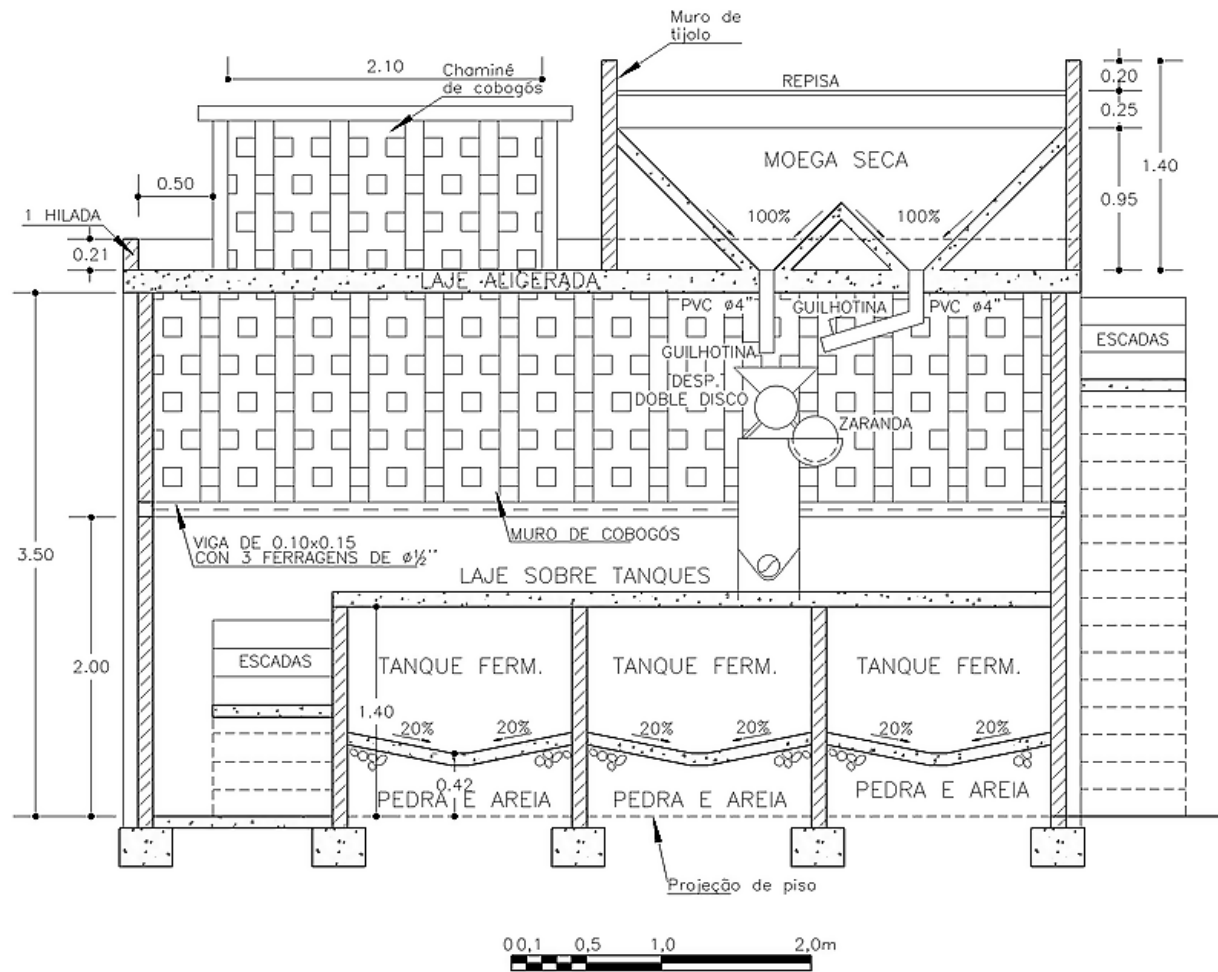 Muro de
tijolo
2.10
Chaminé
de cobogós
REPISA
0.20
0.25
MOEGA SECA
1.40
0.50
0.95
1 HILADA
100%
100%
0.21
LAJE ALIGERADA
PVC ø4"
GUILHOTINA
PVC ø4"
ESCADAS
GUILHOTINA
DESP.
DOBLE DISCO
ZARANDA
VIGA DE 0.10x0.15
CON 3 FERRAGENS DE ø½"
MURO DE COBOGÓS
3.50
LAJE SOBRE TANQUES
2.00
ESCADAS
TANQUE FERM.
TANQUE FERM.
TANQUE FERM.
1.40
20%
20%
20%
20%
20%
20%
0.42
PEDRA E AREIA
PEDRA E AREIA
PEDRA E AREIA
Projeção de piso
0 0,1 0,5 1,0 2,0m